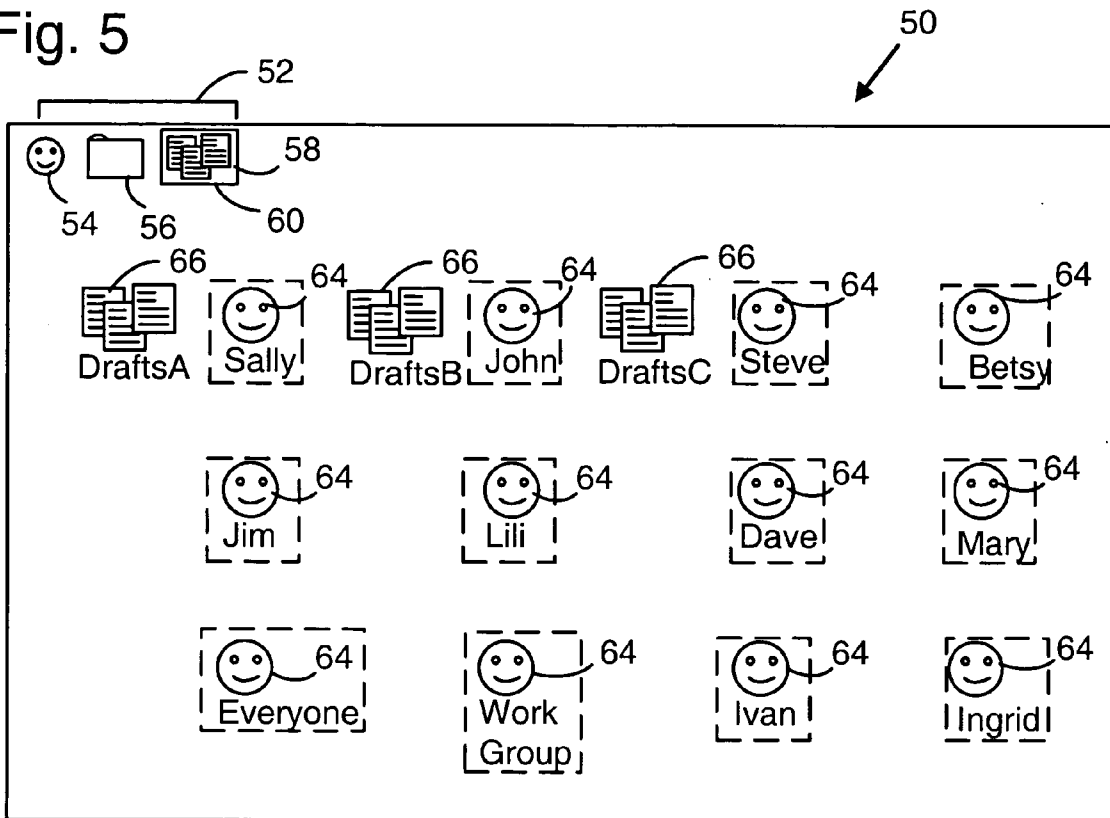 Fig. 5
50
52
58
54
56
60
66
64
66
64
66
64
64
DraftsA
Sally
DraftsB
John
DraftsC
Steve
Betsy
64
64
64
64
Jim
Lili
Dave
Mary
64
64
64
64
Everyone
Work
Group
Ivan
Ingrid